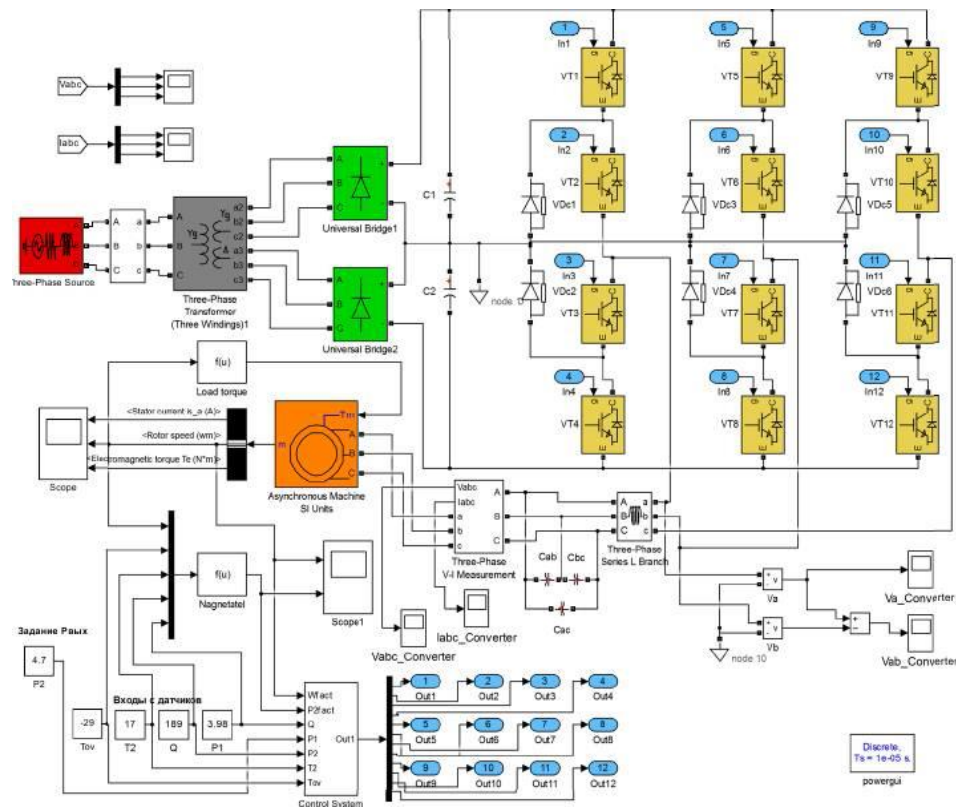 1
In1
VT1
5
In5
VT5
9
In9
VT9
Vabc
Iabc
2
In2
VT2
VDc1
6
In6
VT6
VDc3
10
In10
VT10
VDc5
A
B
C
Universal Bridge1
C1
C2
Three-Phase Source
A
B
C
a
b
c
A
B
C
Yg
Yg
a2
b2
c2
a3
b3
c3
Three-Phase
Transformer
(Three Windings)1
A
B
C
Universal Bridge2
node
3
In3
VDc2
VT3
7
In7
VDc4
VT7
11
In11
VDc6
VT11
4
In4
VT4
8
VT8
12
In12
VT12
f(u)
Load torque
<Stator current is_a (A)>
<Rotor speed (wm)>
<Electromagnetic torque Te (N*m)>
Scope
Tm
m
A
B
C
Asynchronous Machine
SI Units
Vabc
Iabc
a
b
c
A
B
C
Three-Phase
V-I Measurement
A
B
C
a
b
c
Three-Phase
Series L Branch
Cab
Cbc
Cac
f(u)
Nagnetatel
Scope1
Vabc_Converter
Iabc_Converter
Va
Vb
node 10
Va_Converter
Vab_Converter
Задание Рвых
4.7
P2
Входы с датчиков
-29
Tov
17
T2
189
Q
3.98
P1
Wfact
P2fact
Q
P1
P2
T2
Tov
Out1
Control System
1
Out1
2
Out2
3
Out3
4
Out4
5
Out5
6
Out6
7
Out7
8
Out8
9
Out9
10
Out10
11
Out11
12
Out12
Discrete,
Ts = 1e-05 s.
powergui